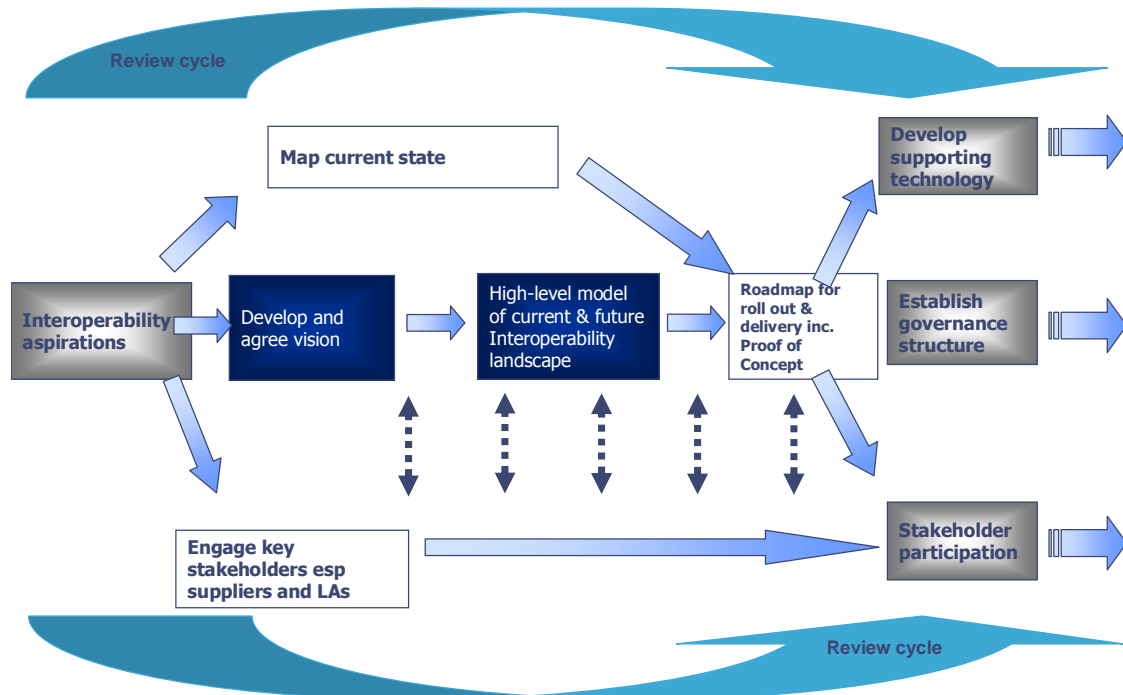 Review cycle
Map current state
Develop
supporting
technology
Interoperability
aspirations
Develop and
agree vision
High-level model
of current & future
Interoperability
landscape
Roadmap for
roll out &
delivery inc.
Proof of
Concept
Establish
governance
structure
Engage key
stakeholders esp
suppliers and LAs
Stakeholder
participation
Review cycle